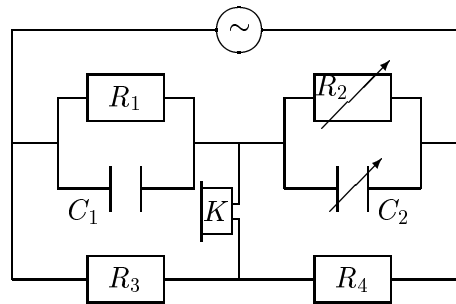 ~
R₁ R₂
C₁ K C₂
R₃ R₄